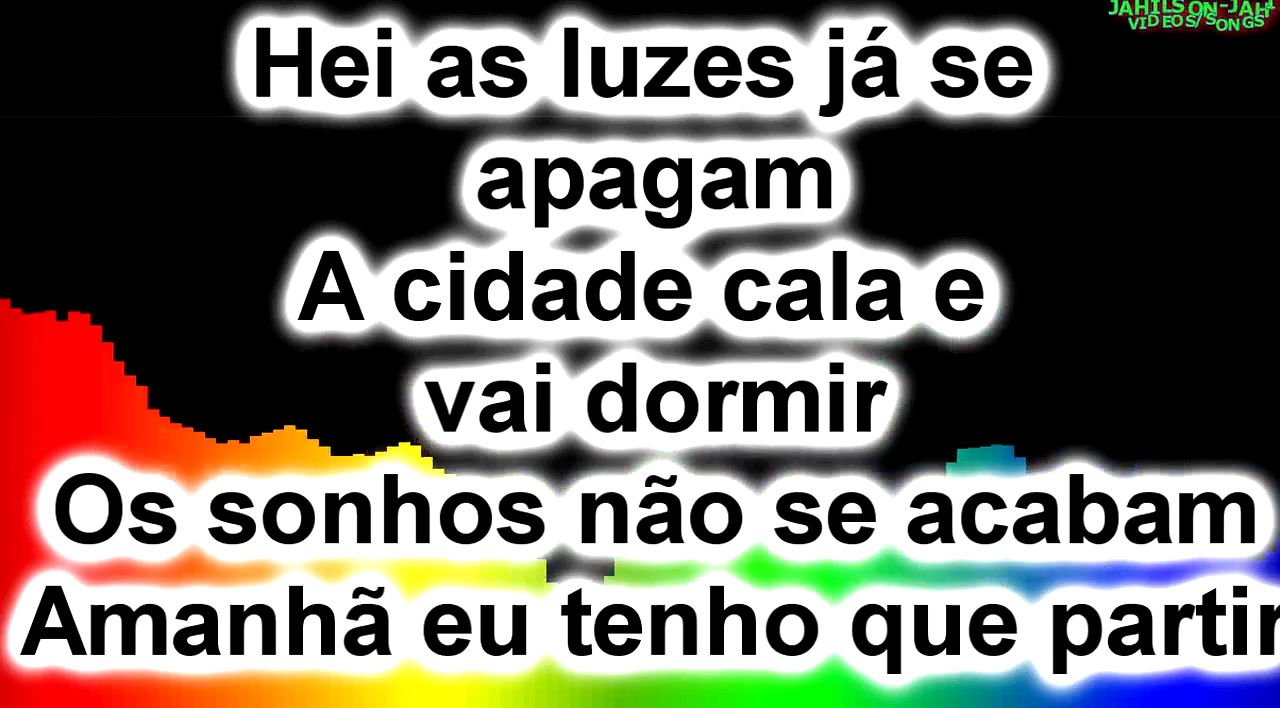 JAHILSON-JAH
VIDEOS/SONGS
Hei as luzes já se
apagam
A cidade cala e
vai dormir
Os sonhos não se acabam
Amanhã eu tenho que partir